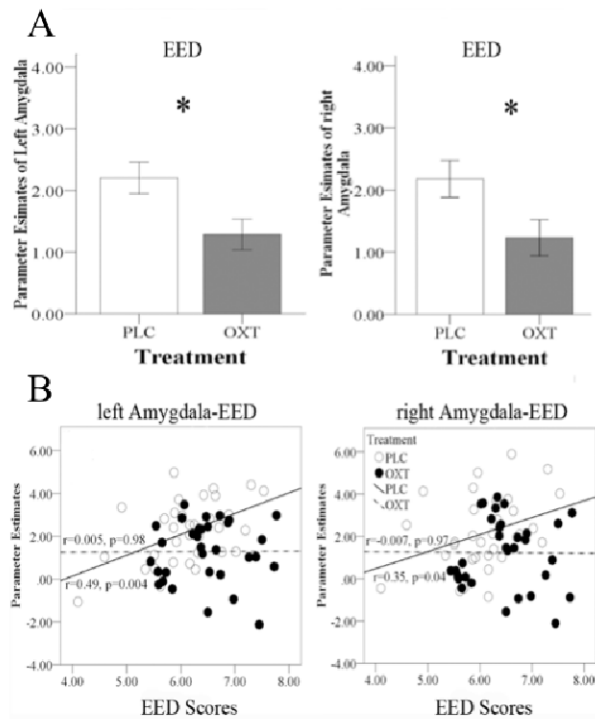 A
EED
Parameter Esimates of Left Amygdala
4.00
3.00
2.00
1.00
0.00
*
PLC
OXT
Treatment
EED
Parameter Estimates of right
Amygdala
4.00
3.00
2.00
1.00
.00
*
PLC
OXT
Treatment
B
left Amygdala-EED
Parameter Estimates
6.00
4.00
2.00
.00
-2.00
-4.00
r=0.005, p=0.98
r=0.49, p=0.004
4.00
5.00
6.00
7.00
8.00
EED Scores
right Amygdala-EED
Treatment
PLC
OXT
PLC
OXT
Parameter Estimates
6.00
4.00
2.00
.00
-2.00
-4.00
r=-0.007, p=0.97
r=0.35, p=0.04
4.00
5.00
6.00
7.00
8.00
EED Scores